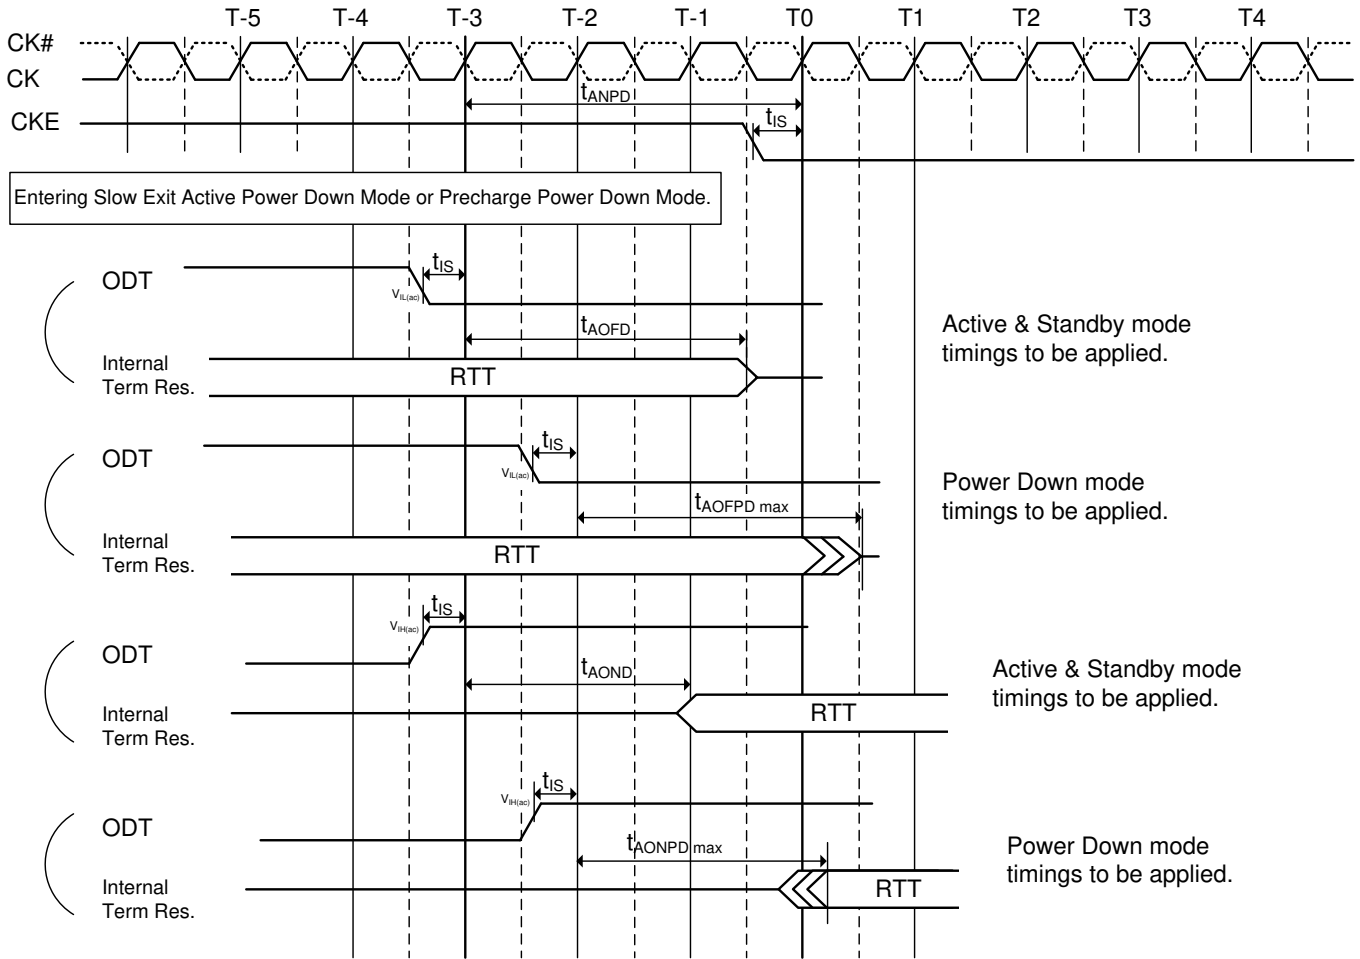 T-5 T-4 T-3 T-2 T-1 T0 T1 T2 T3 T4
CK#
CK
tANPD
CKE
tIS
Entering Slow Exit Active Power Down Mode or Precharge Power Down Mode.
tIS
ODT
VIL(ac)
tAOFD
Active & Standby mode
timings to be applied.
Internal
Term Res.
RTT
tIS
ODT
VIL(ac)
Power Down mode
timings to be applied.
tAOFPD max
Internal
Term Res.
RTT
tIS
VIH(ac)
ODT
tAOND
Active & Standby mode
timings to be applied.
Internal
Term Res.
RTT
tIS
VIH(ac)
ODT
tAONPD max
Power Down mode
timings to be applied.
Internal
Term Res.
RTT